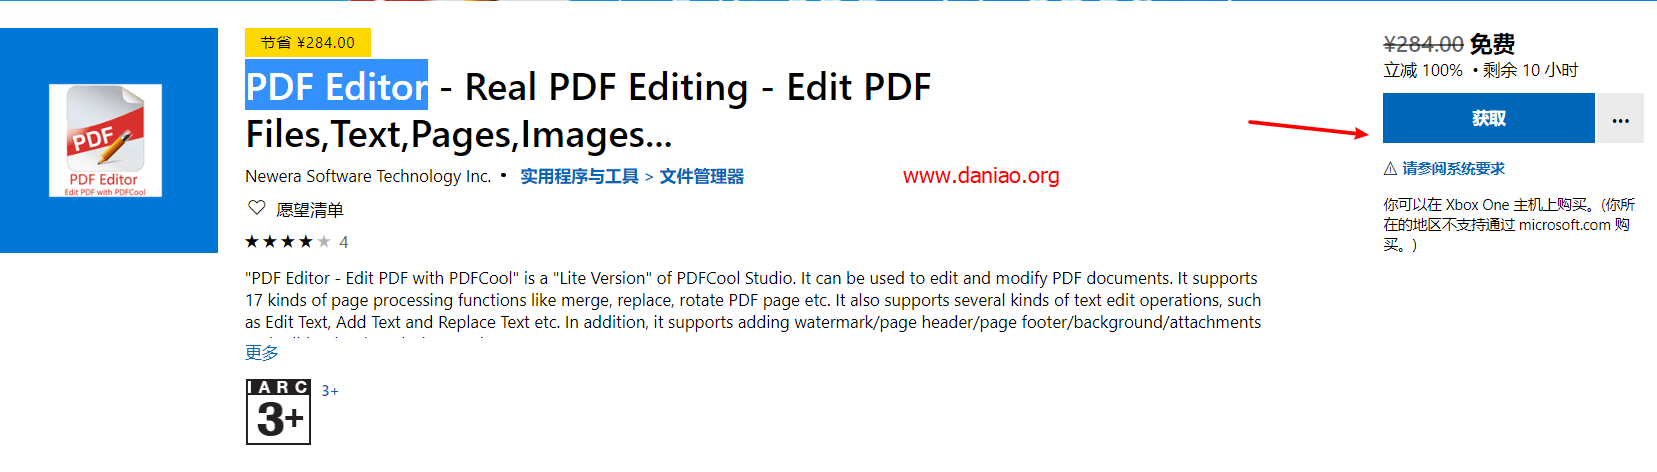 节省 ¥284.00
PDF Editor - Real PDF Editing - Edit PDF
Files,Text,Pages,Images...
Newera Software Technology Inc. • 实用程序与工具 > 文件管理器
愿望清单
4
"PDF Editor - Edit PDF with PDFCool" is a "Lite Version" of PDFCool Studio. It can be used to edit and modify PDF documents. It supports
17 kinds of page processing functions like merge, replace, rotate PDF page etc. It also supports several kinds of text edit operations, such
as Edit Text, Add Text and Replace Text etc. In addition, it supports adding watermark/page header/page footer/background/attachments
更多
IARC
3+
3+
PDF
PDF Editor
Edit PDF with PDFCool
www.daniao.org
¥284.00 免费
立减 100% • 剩余 10 小时
获取
...
请参阅系统要求
你可以在 Xbox One 主机上购买。(你所
在的地区不支持通过 microsoft.com 购
买。)